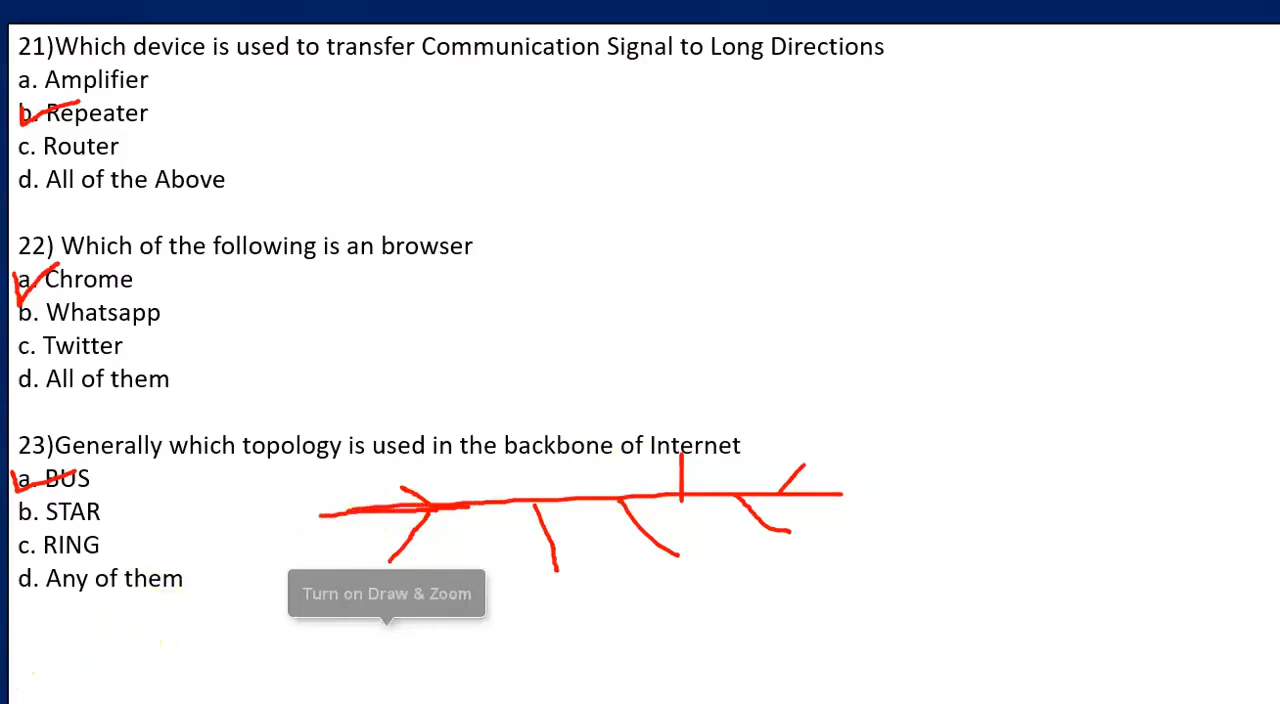 21)Which device is used to transfer Communication Signal to Long Directions
a. Amplifier
b. Repeater
c. Router
d. All of the Above
22) Which of the following is an browser
a. Chrome
b. Whatsapp
c. Twitter
d. All of them
23)Generally which topology is used in the backbone of Internet
a. BUS
b. STAR
c. RING
d. Any of them
Turn on Draw & Zoom